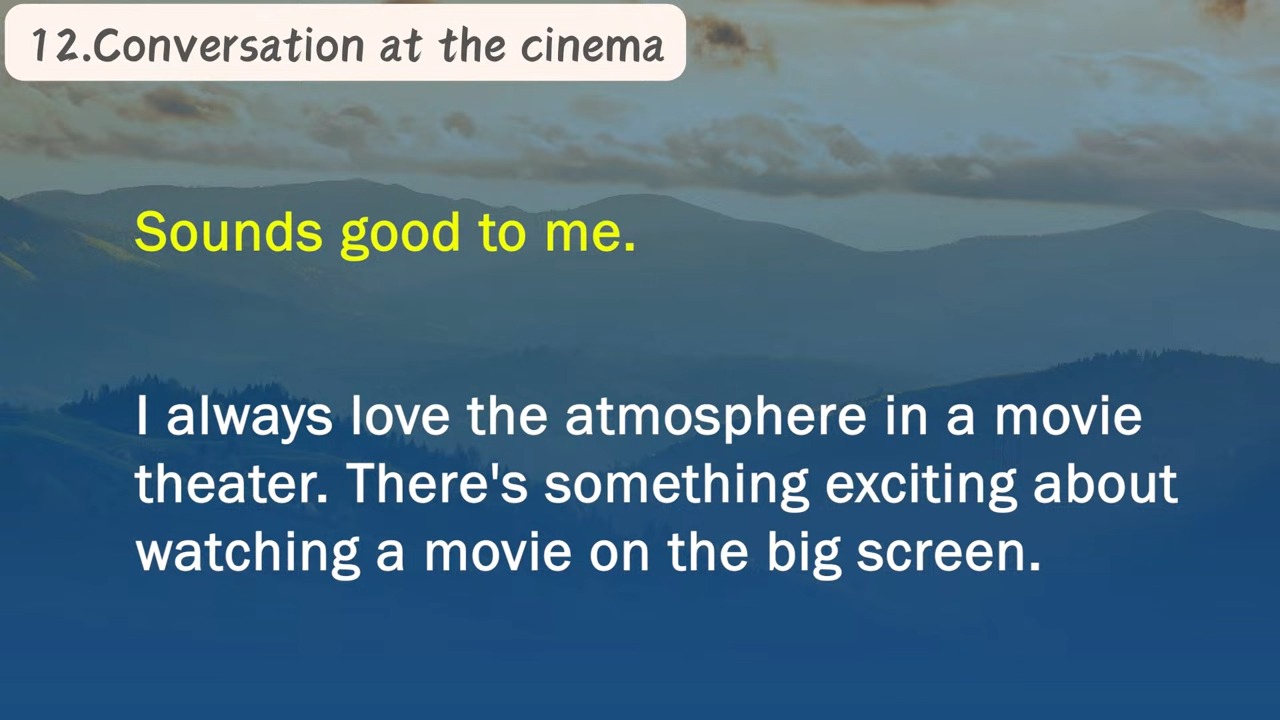 12.Conversation at the cinema
Sounds good to me.
I always love the atmosphere in a movie
theater. There's something exciting about
watching a movie on the big screen.